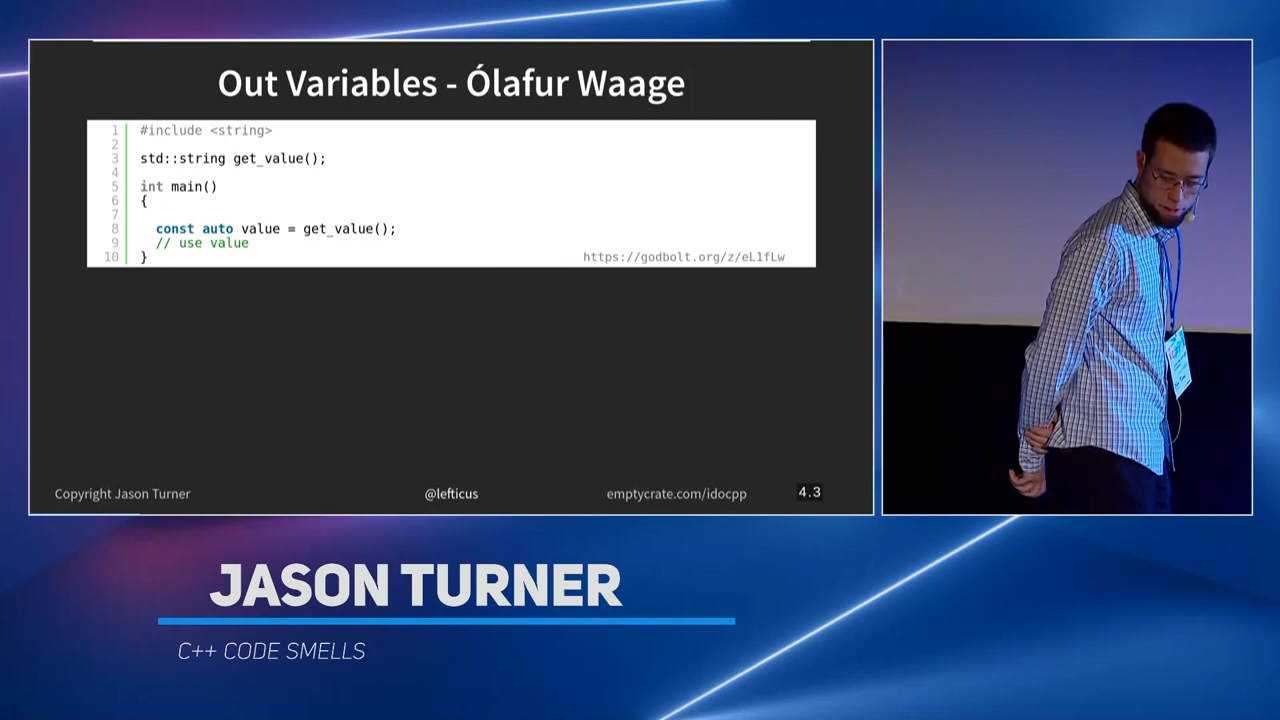 Out Variables - Ólafur Waage
1 #include <string>
2
3 std::string get_value();
4
5 int main()
6 {
7
8 const auto value = get_value();
9 // use value
10 }
https://godbolt.org/z/eL1fLw
Copyright Jason Turner
@lefticus
emptycrate.com/idocpp
4.3
JASON TURNER
C++ CODE SMELLS